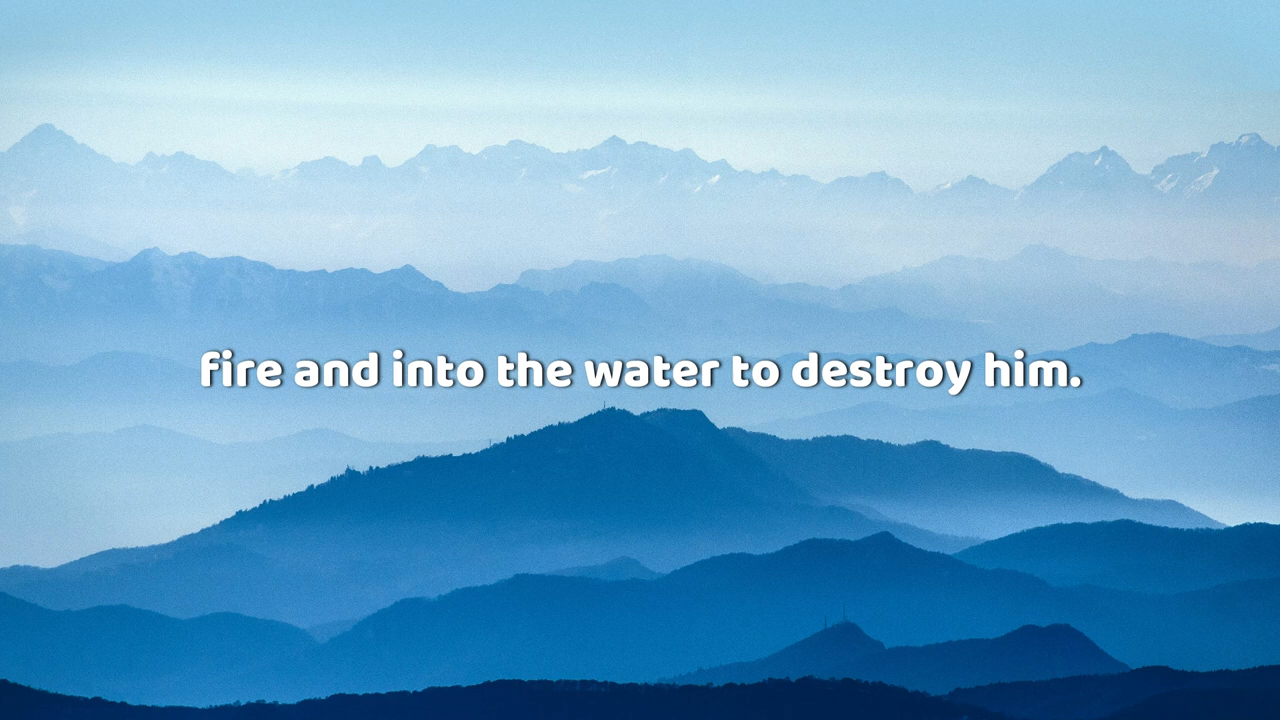 fire and into the water to destroy him.